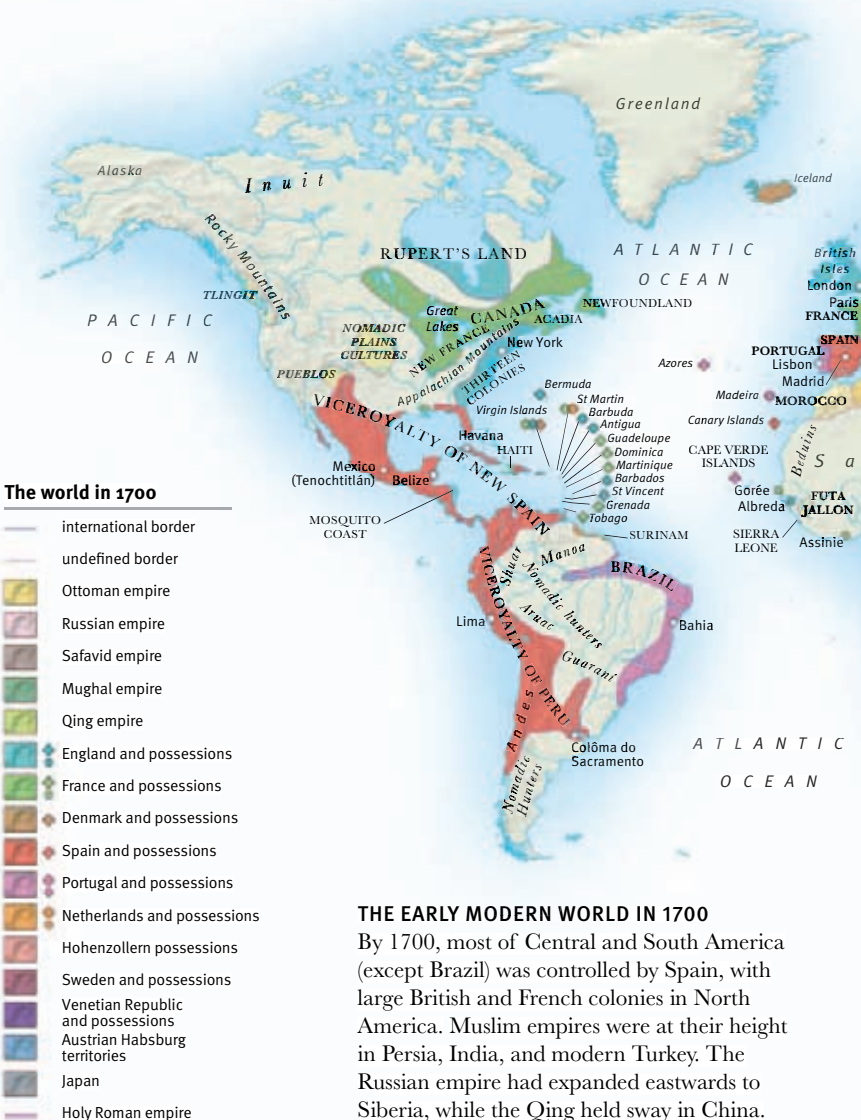 Greenland
Alaska
Inuit
Iceland
Rocky Mountains
RUPERT'S LAND
ATLANTIC
OCEAN
British
Isles
London
Paris
FRANCE
TLINGIT
PACIFIC
OCEAN
Great
Lakes
CANADA
NEWFOUNDLAND
ACADIA
NOMADIC
PLAINS
CULTURES
NEW FRANCE
Appalachian Mountains
New York
THIRTEEN
COLONIES
PUEBLOS
SPAIN
PORTUGAL
Lisbon
Madrid
Azores
Madeira
MOROCCO
Canary Islands
Bermuda
St Martin
Virgin Islands
Barbuda
Antigua
Guadeloupe
Dominica
Martinique
Barbados
St Vincent
Grenada
Tobago
VICEROYALTY OF NEW SPAIN
Havana
HAITI
Mexico
(Tenochtitlán)
Belize
MOSQUITO
COAST
CAPE VERDE
ISLANDS
Beduins
S a
Gorée
Albreda
FUTA
JALLON
SIERRA
LEONE
Assinie
SURINAM
Manoa
Shuar
Nomadic hunters
BRAZIL
Aruac
Lima
Bahia
VICEROYALTY OF PERU
Guarani
Andes
Colôma do
Sacramento
Nomadic
Hunters
ATLANTIC
OCEAN
The world in 1700
international border
undefined border
Ottoman empire
Russian empire
Safavid empire
Mughal empire
Qing empire
England and possessions
France and possessions
Denmark and possessions
Spain and possessions
Portugal and possessions
Netherlands and possessions
Hohenzollern possessions
Sweden and possessions
Venetian Republic
and possessions
Austrian Habsburg
territories
Japan
Holy Roman empire
THE EARLY MODERN WORLD IN 1700
By 1700, most of Central and South America
(except Brazil) was controlled by Spain, with
large British and French colonies in North
America. Muslim empires were at their height
in Persia, India, and modern Turkey. The
Russian empire had expanded eastwards to
Siberia, while the Qing held sway in China.